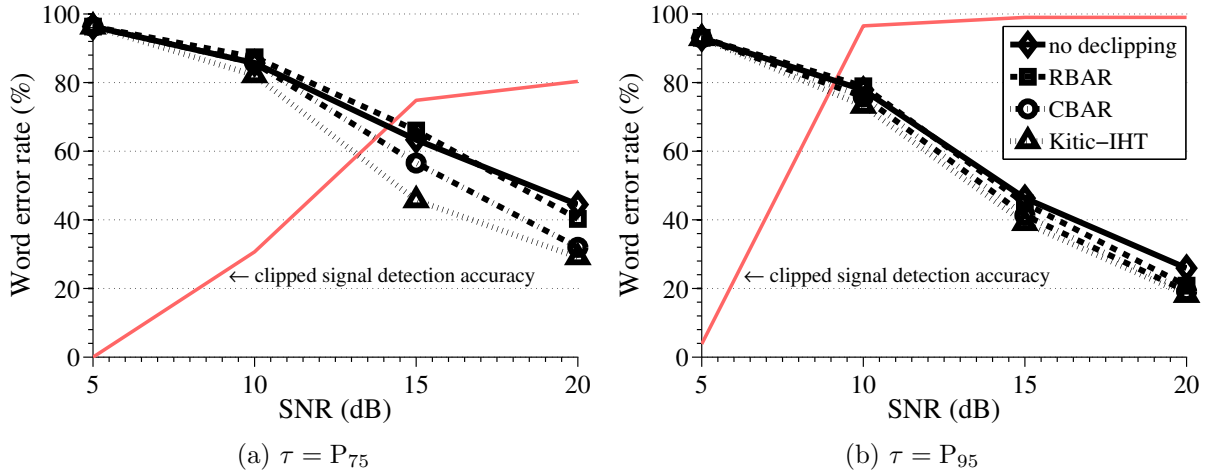 100
80
60
40
20
0
Word error rate (%)
5
10
15
20
SNR (dB)
← clipped signal detection accuracy
(a) τ = P₇₅
100
80
60
40
20
0
Word error rate (%)
5
10
15
20
SNR (dB)
← clipped signal detection accuracy
no declipping
RBAR
CBAR
Kitic−IHT
(b) τ = P₉₅